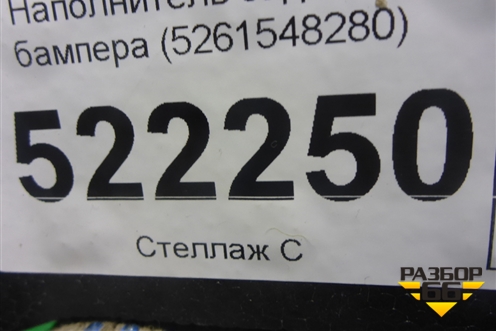 Наполнитель
бампера (5261548280)
522250
Стеллаж С
РАЗБОР
66